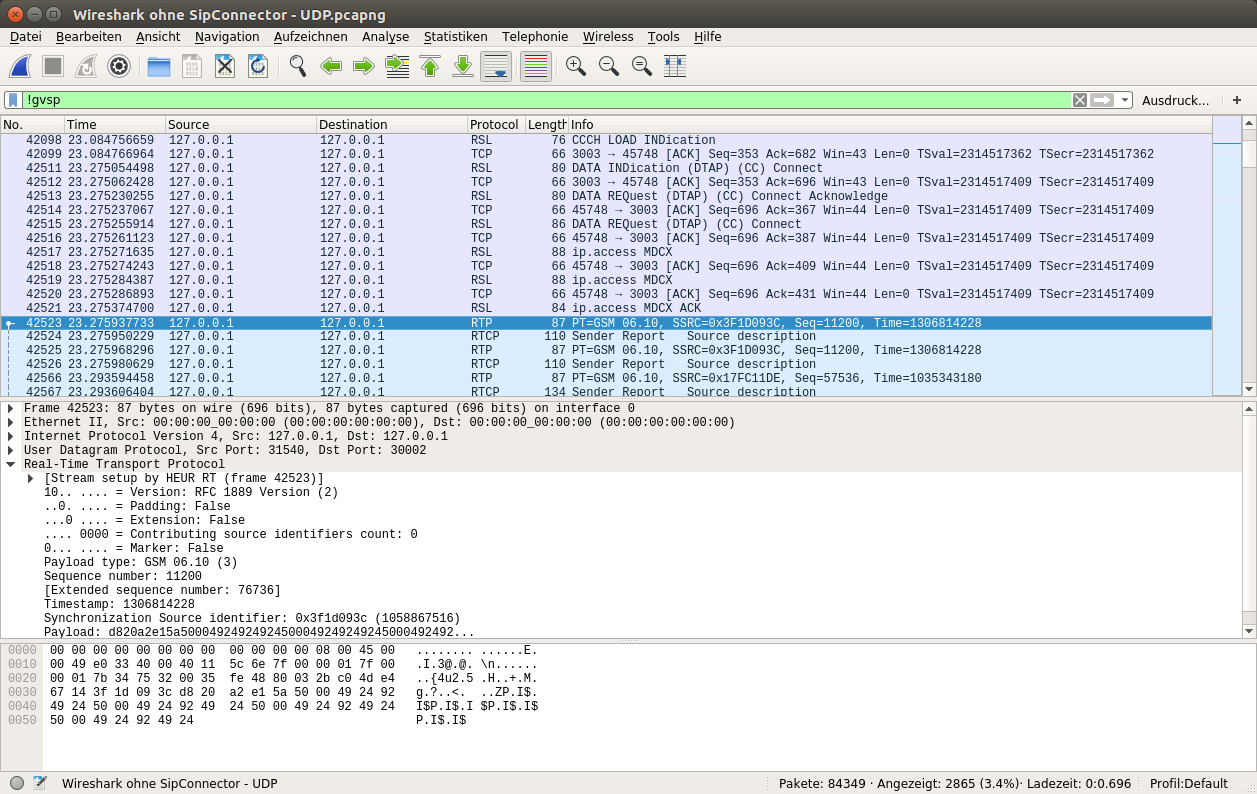 Wireshark ohne SipConnector - UDP.pcapng
Datei Bearbeiten Ansicht Navigation Aufzeichnen Analyse Statistiken Telephonie Wireless Tools Hilfe
!gvsp Ausdruck... +
No. Time Source Destination Protocol Length Info
42098 23.084756659 127.0.0.1 127.0.0.1 RSL 76 CCCH LOAD INDication
42099 23.084766964 127.0.0.1 127.0.0.1 TCP 66 3003 → 45748 [ACK] Seq=353 Ack=682 Win=43 Len=0 TSval=2314517362 TSecr=2314517362
42511 23.275054498 127.0.0.1 127.0.0.1 RSL 80 DATA INDication (DTAP) (CC) Connect
42512 23.275062428 127.0.0.1 127.0.0.1 TCP 66 3003 → 45748 [ACK] Seq=353 Ack=696 Win=43 Len=0 TSval=2314517409 TSecr=2314517409
42513 23.275230255 127.0.0.1 127.0.0.1 RSL 80 DATA REQuest (DTAP) (CC) Connect Acknowledge
42514 23.275237067 127.0.0.1 127.0.0.1 TCP 66 45748 → 3003 [ACK] Seq=696 Ack=367 Win=44 Len=0 TSval=2314517409 TSecr=2314517409
42515 23.275255914 127.0.0.1 127.0.0.1 RSL 86 DATA REQuest (DTAP) (CC) Connect
42516 23.275261123 127.0.0.1 127.0.0.1 TCP 66 45748 → 3003 [ACK] Seq=696 Ack=387 Win=44 Len=0 TSval=2314517409 TSecr=2314517409
42517 23.275271635 127.0.0.1 127.0.0.1 RSL 88 ip.access MDCX
42518 23.275274243 127.0.0.1 127.0.0.1 TCP 66 45748 → 3003 [ACK] Seq=696 Ack=409 Win=44 Len=0 TSval=2314517409 TSecr=2314517409
42519 23.275284387 127.0.0.1 127.0.0.1 RSL 88 ip.access MDCX
42520 23.275286893 127.0.0.1 127.0.0.1 TCP 66 45748 → 3003 [ACK] Seq=696 Ack=431 Win=44 Len=0 TSval=2314517409 TSecr=2314517409
42521 23.275374700 127.0.0.1 127.0.0.1 RSL 84 ip.access MDCX ACK
42523 23.275937733 127.0.0.1 127.0.0.1 RTP 87 PT=GSM 06.10, SSRC=0x3F1D093C, Seq=11200, Time=1306814228
42524 23.275950229 127.0.0.1 127.0.0.1 RTCP 110 Sender Report Source description
42525 23.275968296 127.0.0.1 127.0.0.1 RTP 87 PT=GSM 06.10, SSRC=0x3F1D093C, Seq=11200, Time=1306814228
42526 23.275980629 127.0.0.1 127.0.0.1 RTCP 110 Sender Report Source description
42566 23.293594458 127.0.0.1 127.0.0.1 RTP 87 PT=GSM 06.10, SSRC=0x17FC11DE, Seq=57536, Time=1035343180
42567 23.293606404 127.0.0.1 127.0.0.1 RTCP 134 Sender Report Source description
Frame 42523: 87 bytes on wire (696 bits), 87 bytes captured (696 bits) on interface 0
Ethernet II, Src: 00:00:00_00:00:00 (00:00:00:00:00:00), Dst: 00:00:00_00:00:00 (00:00:00:00:00:00)
Internet Protocol Version 4, Src: 127.0.0.1, Dst: 127.0.0.1
User Datagram Protocol, Src Port: 31540, Dst Port: 30002
Real-Time Transport Protocol
[Stream setup by HEUR RT (frame 42523)]
10.. .... = Version: RFC 1889 Version (2)
..0. .... = Padding: False
...0 .... = Extension: False
.... 0000 = Contributing source identifiers count: 0
0... .... = Marker: False
Payload type: GSM 06.10 (3)
Sequence number: 11200
[Extended sequence number: 76736]
Timestamp: 1306814228
Synchronization Source identifier: 0x3f1d093c (1058867516)
Payload: d820a2e15a500049249249245000492492492450004924​92...
0000 00 00 00 00 00 00 00 00 00 00 00 00 08 00 45 00 ........ ......E.
0010 00 49 e0 33 40 00 40 11 5c 6e 7f 00 00 01 7f 00 .I.3@.@. \n......
0020 00 01 7b 34 75 32 00 35 fe 48 80 03 2b c0 4d e4 ..{4u2.5 .H..+.M.
0030 67 14 3f 1d 09 3c d8 20 a2 e1 5a 50 00 49 24 92 g.?..<. ..ZP.I$.
0040 49 24 50 00 49 24 92 49 24 50 00 49 24 92 49 24 I$P.I$.I $P.I$.I$
0050 50 00 49 24 92 49 24 P.I$.I$
Wireshark ohne SipConnector - UDP Pakete: 84349 · Angezeigt: 2865 (3.4%)· Ladezeit: 0:0.696 Profil:Default